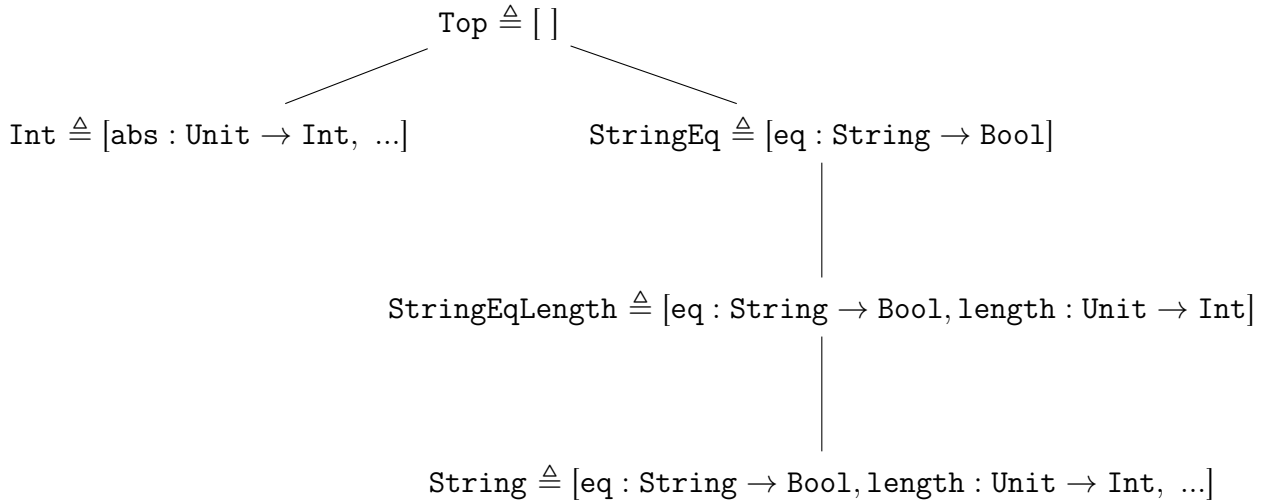 Top ≜ [ ]
Int ≜ [abs : Unit → Int, ...]
StringEq ≜ [eq : String → Bool]
StringEqLength ≜ [eq : String → Bool, length : Unit → Int]
String ≜ [eq : String → Bool, length : Unit → Int, ...]